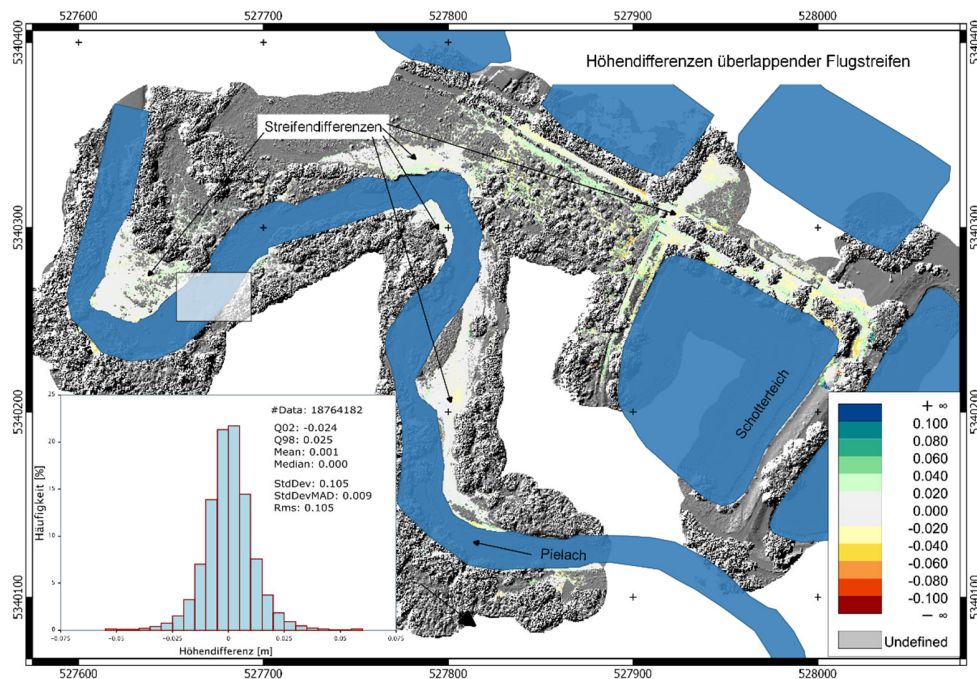 527600 527700 527800 527900 528000
5340400 5340400
Höhendifferenzen überlappender Flugstreifen
Streifendifferenzen
5340300 5340300
5340200 5340200
Schotterteich
Pielach
5340100 5340100
25
20
15
10
5
0
Häufigkeit [%]
#Data: 18764182
Q02: -0.024
Q98: 0.025
Mean: 0.001
Median: 0.000
StdDev: 0.105
StdDevMAD: 0.009
Rms: 0.105
-0.075 -0.05 -0.025 0 0.025 0.05 0.075
Höhendifferenz [m]
+ ∞
0.100
0.080
0.060
0.040
0.020
0.000
-0.020
-0.040
-0.060
-0.080
-0.100
− ∞
Undefined
527600 527700 527800 527900 528000